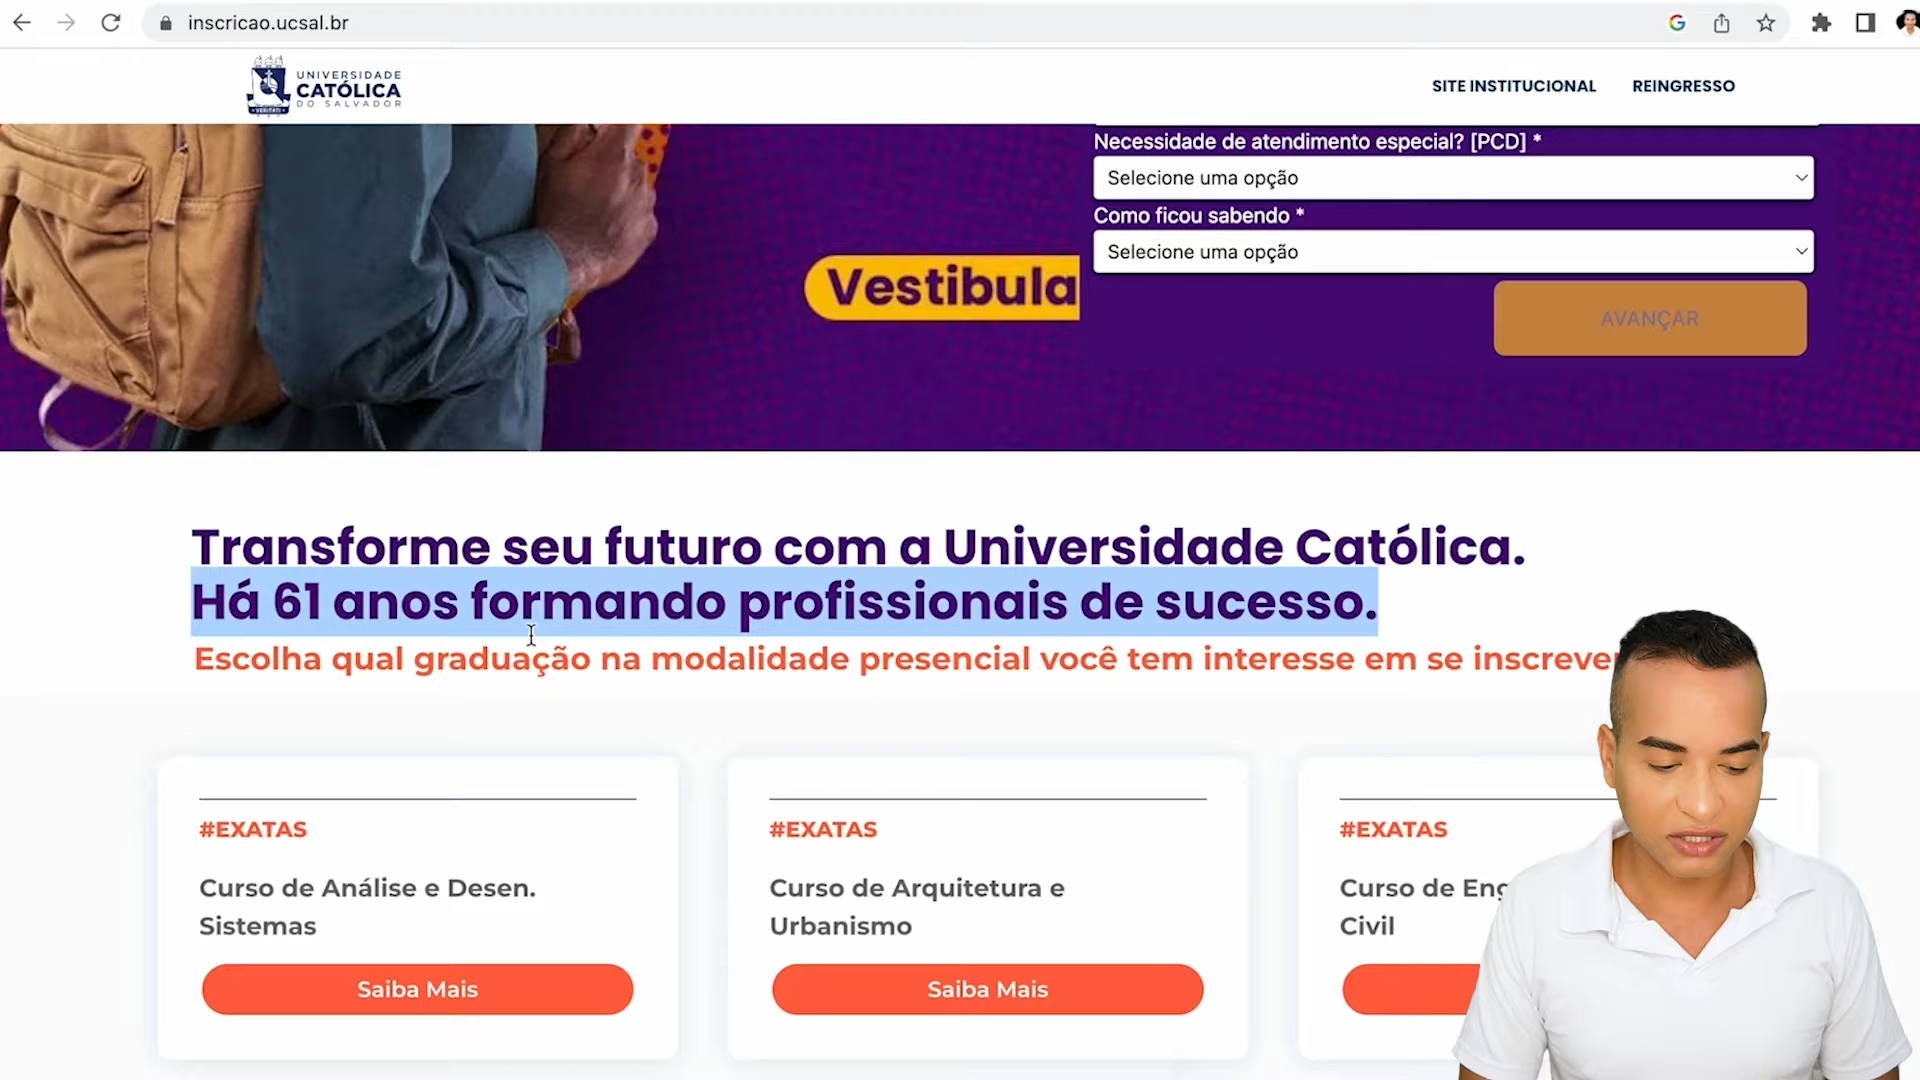 inscricao.ucsal.br
UNIVERSIDADE
CATÓLICA
DO SALVADOR
VERITATI
SITE INSTITUCIONAL
REINGRESSO
Necessidade de atendimento especial? [PCD] *
Selecione uma opção
Como ficou sabendo *
Selecione uma opção
Vestibula
AVANÇAR
Transforme seu futuro com a Universidade Católica.
Há 61 anos formando profissionais de sucesso.
Escolha qual graduação na modalidade presencial você tem interesse em se inscrever
#EXATAS
Curso de Análise e Desen.
Sistemas
Saiba Mais
#EXATAS
Curso de Arquitetura e
Urbanismo
Saiba Mais
#EXATAS
Curso de Eng
Civil